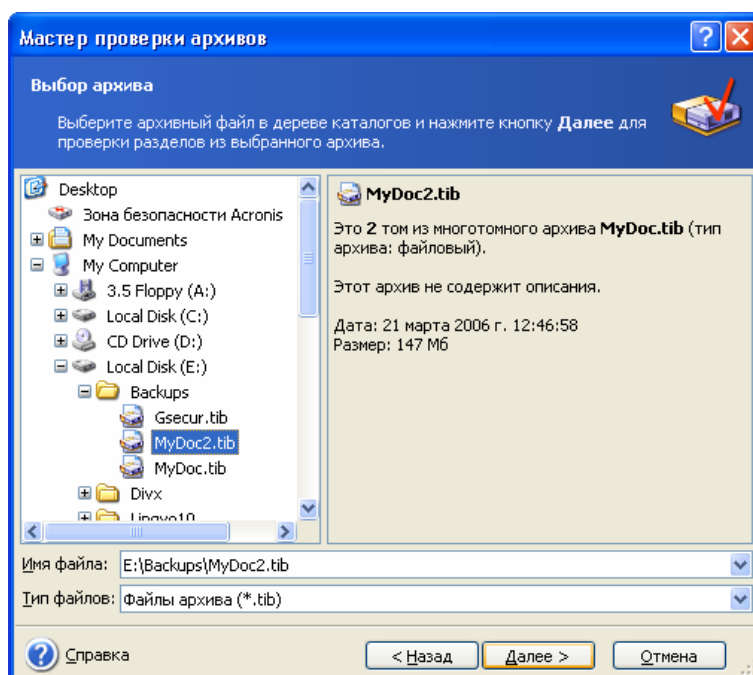 Мастер проверки архивов
Выбор архива
Выберите архивный файл в дереве каталогов и нажмите кнопку Далее для
проверки разделов из выбранного архива.
Desktop
Зона безопасности Acronis
My Documents
My Computer
3.5 Floppy (A:)
Local Disk (C:)
CD Drive (D:)
Local Disk (E:)
Backups
Gsecur.tib
MyDoc2.tib
MyDoc.tib
Divx
Lingvo10
MyDoc2.tib
Это 2 том из многотомного архива MyDoc.tib (тип
архива: файловый).
Этот архив не содержит описания.
Дата: 21 марта 2006 г. 12:46:58
Размер: 147 Мб
Имя файла: E:\Backups\MyDoc2.tib
Тип файлов: Файлы архива (*.tib)
Справка
< Назад
Далее >
Отмена